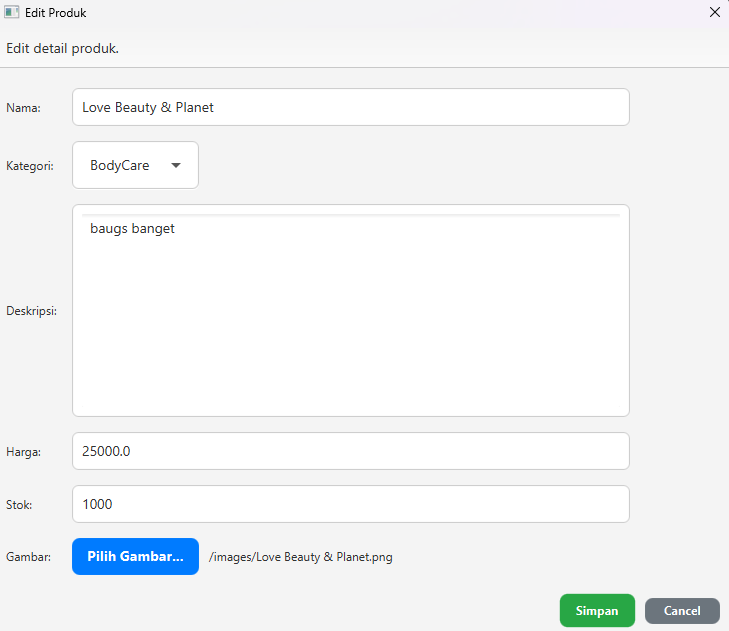 Edit Produk
Edit detail produk.
Nama: Love Beauty & Planet
Kategori: BodyCare
Deskripsi: baugs banget
Harga: 25000.0
Stok: 1000
Gambar: Pilih Gambar... /images/Love Beauty & Planet.png
Simpan Cancel